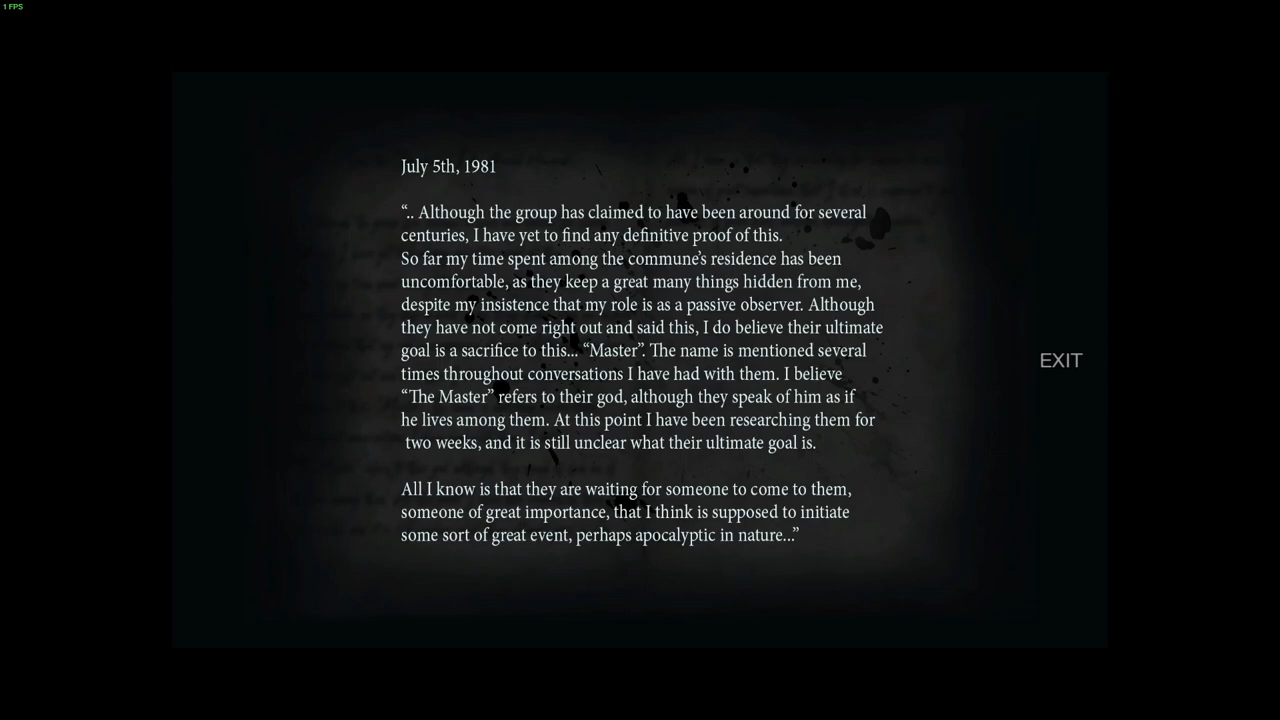 1 FPS
July 5th, 1981
“.. Although the group has claimed to have been around for several
centuries, I have yet to find any definitive proof of this.
So far my time spent among the commune’s residence has been
uncomfortable, as they keep a great many things hidden from me,
despite my insistence that my role is as a passive observer. Although
they have not come right out and said this, I do believe their ultimate
goal is a sacrifice to this... “Master”. The name is mentioned several
times throughout conversations I have had with them. I believe
“The Master” refers to their god, although they speak of him as if
he lives among them. At this point I have been researching them for
two weeks, and it is still unclear what their ultimate goal is.
All I know is that they are waiting for someone to come to them,
someone of great importance, that I think is supposed to initiate
some sort of great event, perhaps apocalyptic in nature...”
EXIT